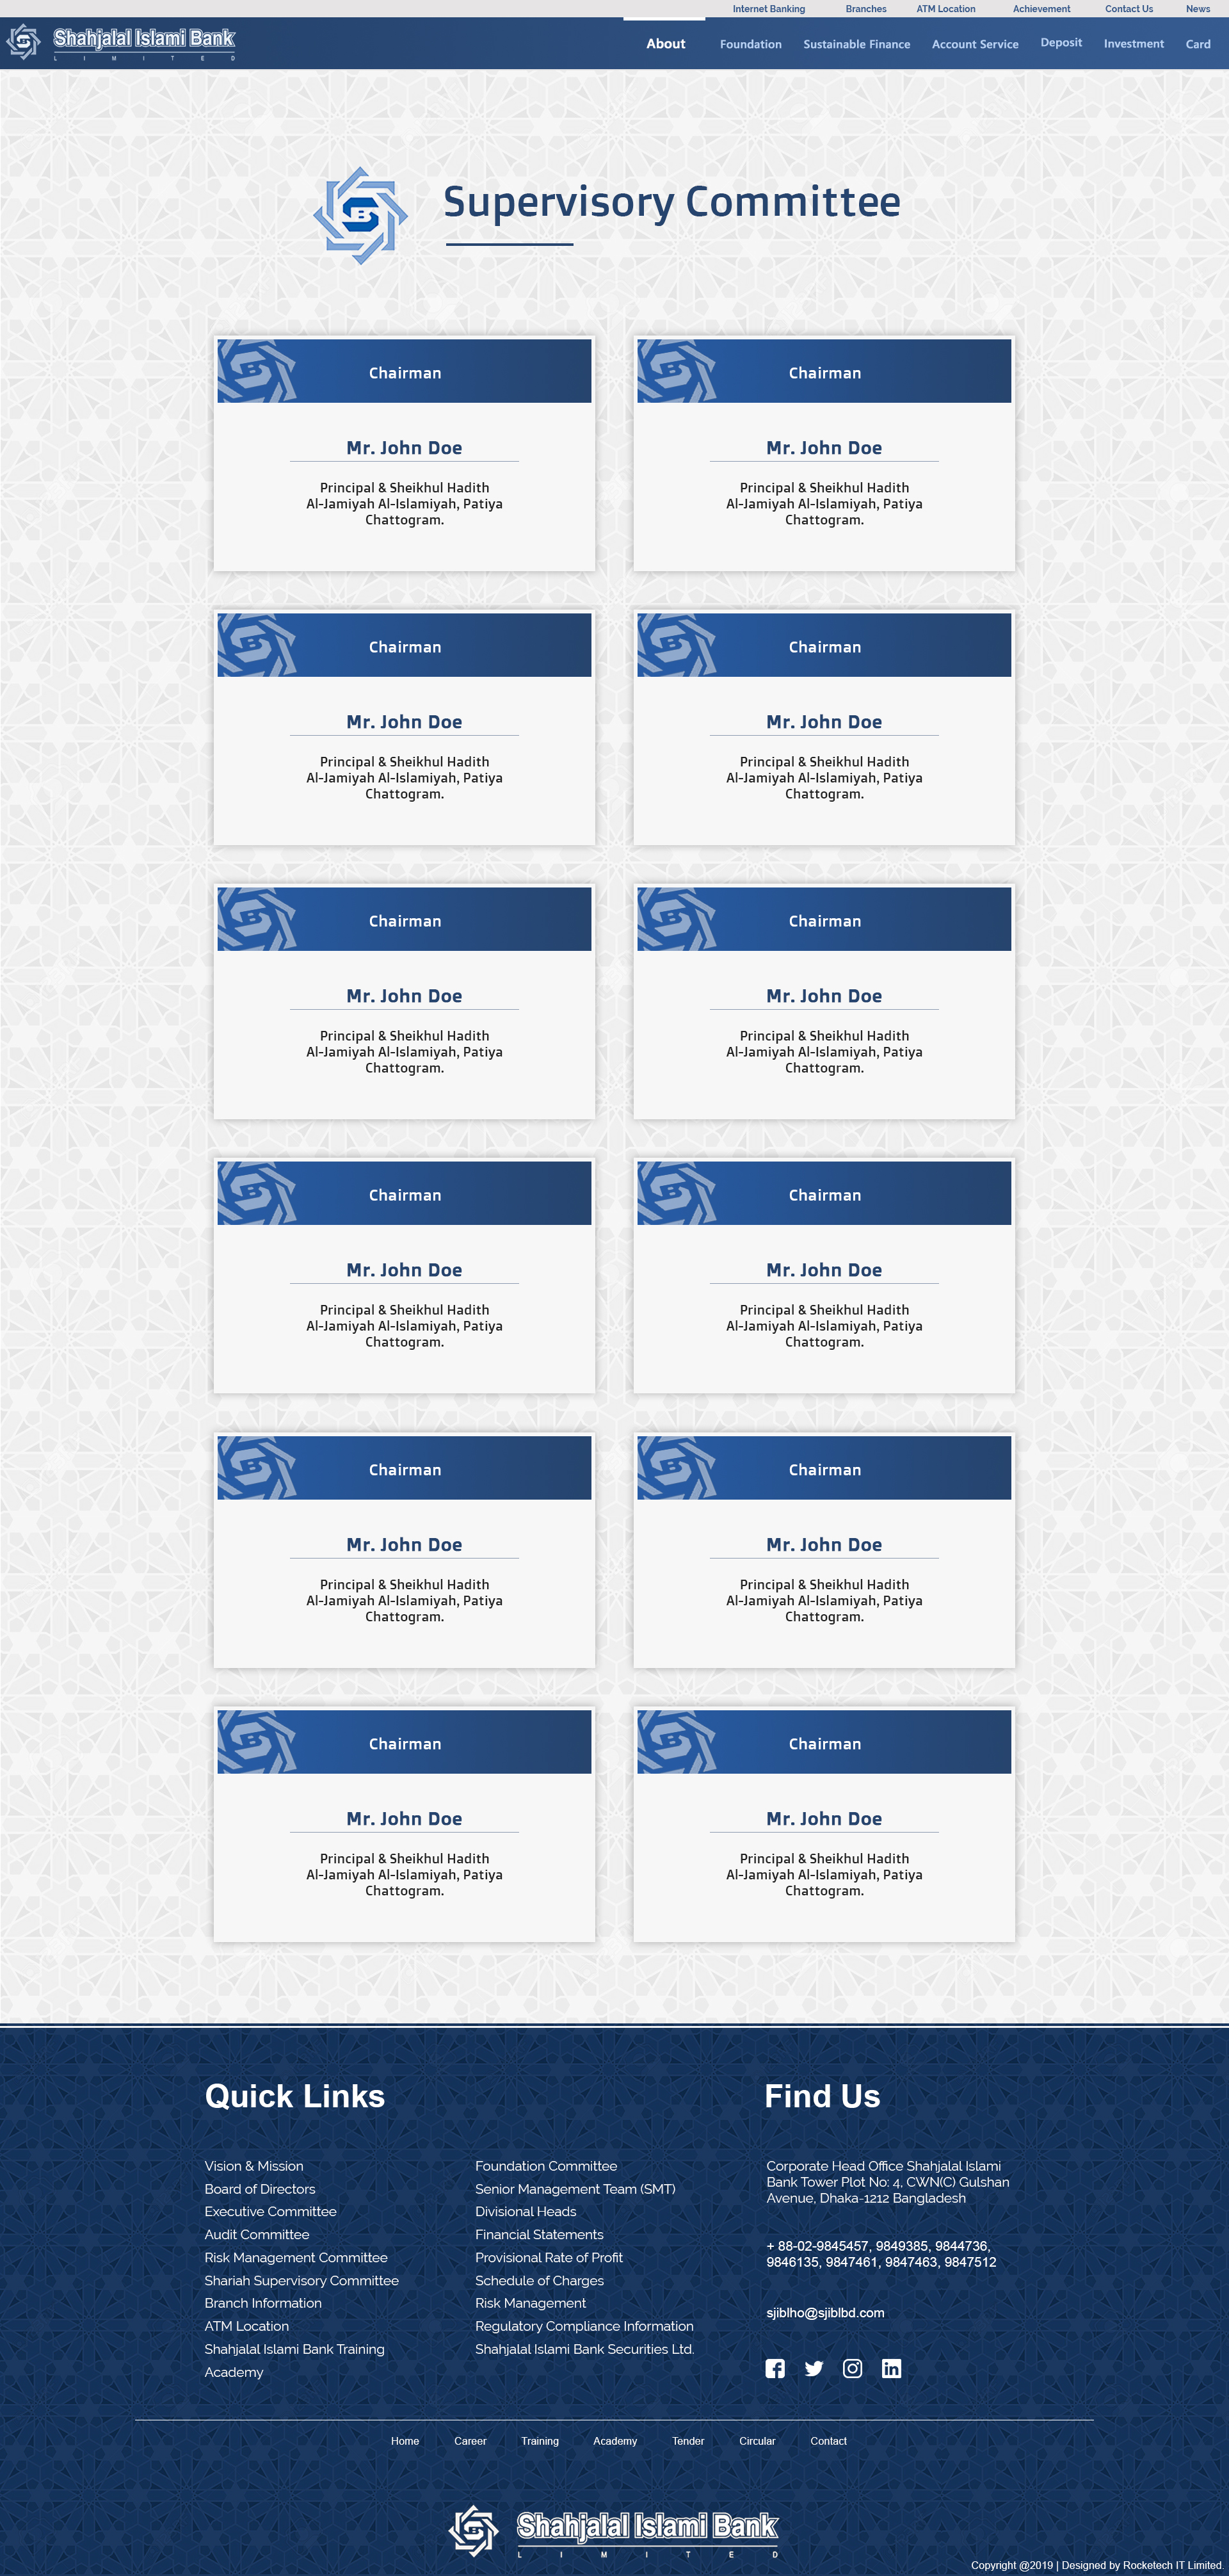 Internet Banking Branches ATM Location Achievement Contact Us News
Shahjalal Islami Bank
LIMITED
About Foundation Sustainable Finance Account Service Deposit Investment Card
Supervisory Committee
Chairman
Mr. John Doe
Principal & Sheikhul Hadith
Al-Jamiyah Al-Islamiyah, Patiya
Chattogram.
Chairman
Mr. John Doe
Principal & Sheikhul Hadith
Al-Jamiyah Al-Islamiyah, Patiya
Chattogram.
Chairman
Mr. John Doe
Principal & Sheikhul Hadith
Al-Jamiyah Al-Islamiyah, Patiya
Chattogram.
Chairman
Mr. John Doe
Principal & Sheikhul Hadith
Al-Jamiyah Al-Islamiyah, Patiya
Chattogram.
Chairman
Mr. John Doe
Principal & Sheikhul Hadith
Al-Jamiyah Al-Islamiyah, Patiya
Chattogram.
Chairman
Mr. John Doe
Principal & Sheikhul Hadith
Al-Jamiyah Al-Islamiyah, Patiya
Chattogram.
Chairman
Mr. John Doe
Principal & Sheikhul Hadith
Al-Jamiyah Al-Islamiyah, Patiya
Chattogram.
Chairman
Mr. John Doe
Principal & Sheikhul Hadith
Al-Jamiyah Al-Islamiyah, Patiya
Chattogram.
Chairman
Mr. John Doe
Principal & Sheikhul Hadith
Al-Jamiyah Al-Islamiyah, Patiya
Chattogram.
Chairman
Mr. John Doe
Principal & Sheikhul Hadith
Al-Jamiyah Al-Islamiyah, Patiya
Chattogram.
Chairman
Mr. John Doe
Principal & Sheikhul Hadith
Al-Jamiyah Al-Islamiyah, Patiya
Chattogram.
Chairman
Mr. John Doe
Principal & Sheikhul Hadith
Al-Jamiyah Al-Islamiyah, Patiya
Chattogram.
Quick Links
Vision & Mission
Board of Directors
Executive Committee
Audit Committee
Risk Management Committee
Shariah Supervisory Committee
Branch Information
ATM Location
Shahjalal Islami Bank Training
Academy
Foundation Committee
Senior Management Team (SMT)
Divisional Heads
Financial Statements
Provisional Rate of Profit
Schedule of Charges
Risk Management
Regulatory Compliance Information
Shahjalal Islami Bank Securities Ltd.
Find Us
Corporate Head Office Shahjalal Islami
Bank Tower Plot No: 4, CWN(C) Gulshan
Avenue, Dhaka-1212 Bangladesh
+ 88-02-9845457, 9849385, 9844736,
9846135, 9847461, 9847463, 9847512
sjiblho@sjiblbd.com
Home Career Training Academy Tender Circular Contact
Shahjalal Islami Bank
LIMITED
Copyright @2019 | Designed by Rocketech IT Limited